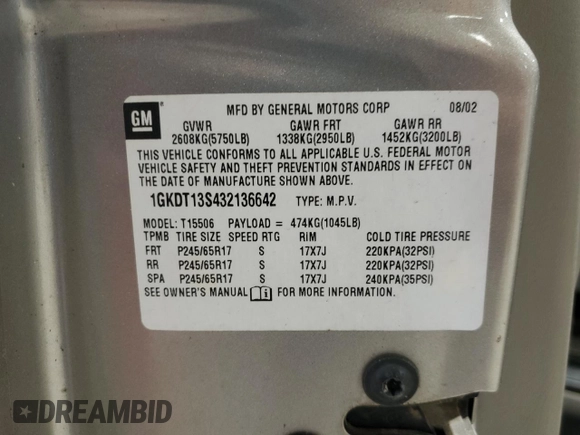 GM
MFD BY GENERAL MOTORS CORP 08/02
GVWR GAWR FRT GAWR RR
2608KG(5750LB) 1338KG(2950LB) 1452KG(3200LB)
THIS VEHICLE CONFORMS TO ALL APPLICABLE U.S. FEDERAL MOTOR
VEHICLE SAFETY AND THEFT PREVENTION STANDARDS IN EFFECT ON
THE DATE OF MANUFACTURE SHOWN ABOVE.
1GKDT13S432136642 TYPE: M.P.V.
MODEL: T15506 PAYLOAD = 474KG(1045LB)
TPMB TIRE SIZE SPEED RTG RIM COLD TIRE PRESSURE
FRT P245/65R17 S 17X7J 220KPA(32PSI)
RR P245/65R17 S 17X7J 220KPA(32PSI)
SPA P245/65R17 S 17X7J 240KPA(35PSI)
SEE OWNER'S MANUAL FOR MORE INFORMATION.
DREAMBID